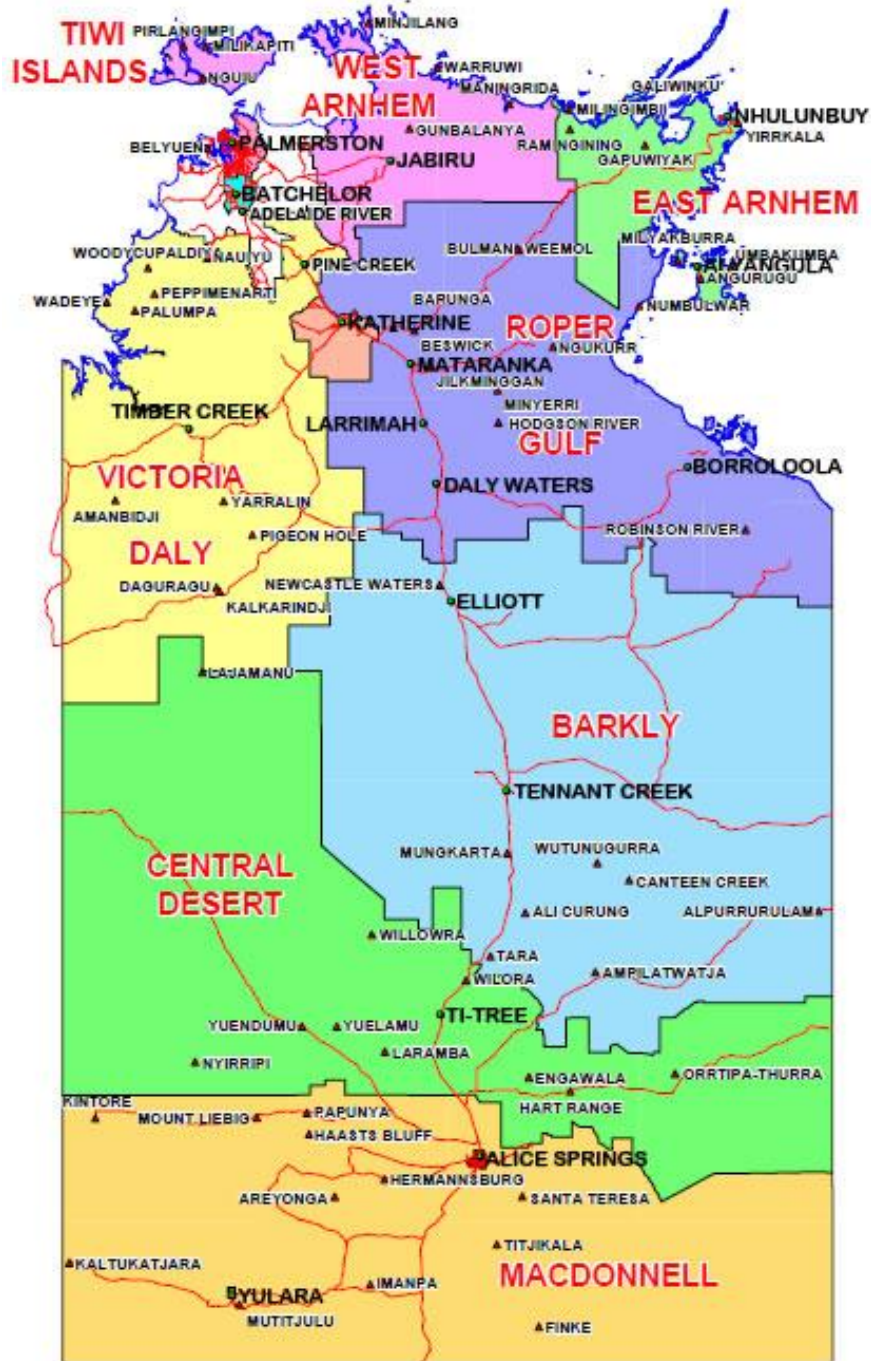 MINJILANG
PIRLANGIMPI
TIWI
ISLANDS
MILIKAPITI
NGUIU
WEST
ARNHEM
WARRUWI
MANINGRIDA
GALIWINKU
MILINGIMBII
NHULUNBUY
YIRRKALA
GUNBALANYA
RAMINGINING
GAPUWIYAK
BELYUEN
PALMERSTON
JABIRU
BATCHELOR
ADELAIDE RIVER
EAST ARNHEM
MILYAKBURRA
UMBAKUMBA
ALYANGULA
ANGURUGU
NUMBULWAR
WOODYCUPALDIYA
NAUIYU
PINE CREEK
BULMAN
WEEMOL
WADEYE
PEPPIMENARTI
PALUMPA
BARUNGA
KATHERINE
BESWICK
ROPER
NGUKURR
MATARANKA
JILKMINGGAN
MINYERRI
TIMBER CREEK
LARRIMAH
HODGSON RIVER
GULF
VICTORIA
DALY WATERS
BORROLOOLA
AMANBIDJI
YARRALIN
ROBINSON RIVER
DALY
PIGEON HOLE
DAGURAGU
KALKARINDJI
NEWCASTLE WATERS
ELLIOTT
LAJAMANU
BARKLY
TENNANT CREEK
CENTRAL
DESERT
MUNGKARTA
WUTUNUGURRA
CANTEEN CREEK
ALI CURUNG
ALPURRURULAM
WILLOWRA
TARA
AMPILATWATJA
WILORA
YUENDUMU
YUELAMU
TI-TREE
NYIRRIPI
LARAMBA
ENGAWALA
ORRTIPA-THURRA
HART RANGE
KINTORE
MOUNT LIEBIG
PAPUNYA
HAASTS BLUFF
ALICE SPRINGS
HERMANNSBURG
AREYONGA
SANTA TERESA
TITJIKALA
KALTUKATJARA
IMANPA
MACDONNELL
YULARA
MUTITJULU
FINKE